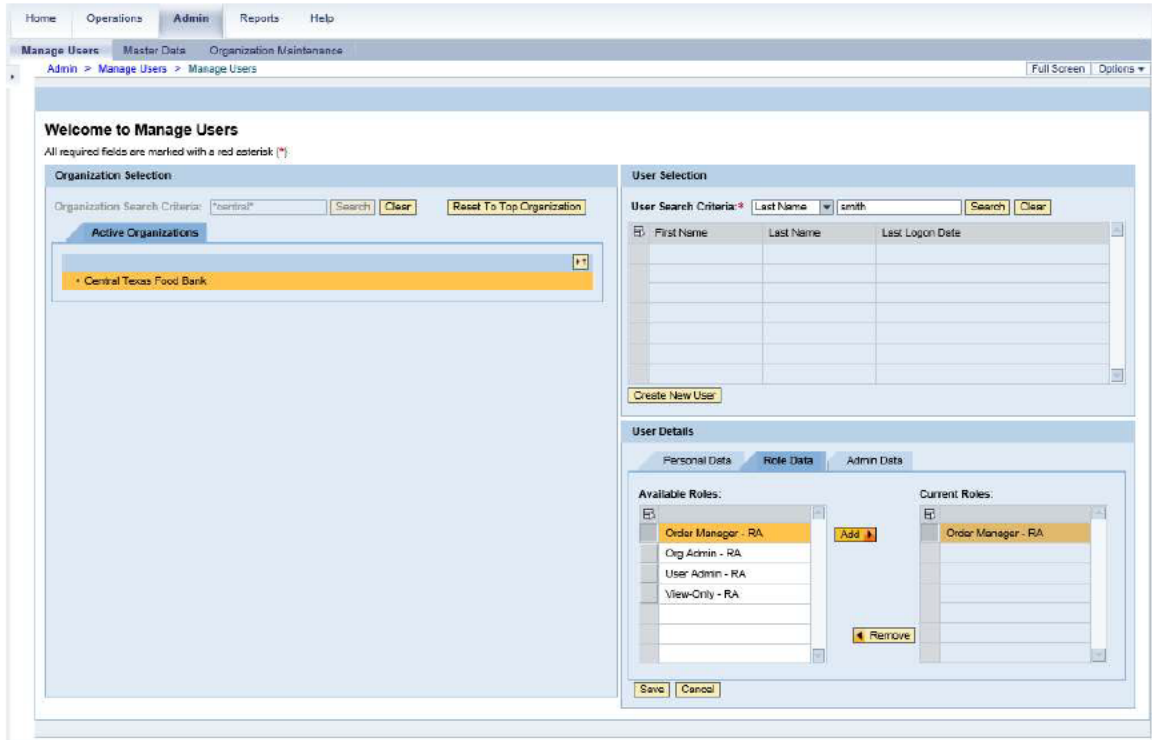 Home Operations Admin Reports Help
Manage Users Master Data Organization Maintenance
Admin > Manage Users > Manage Users
Full Screen Options
Welcome to Manage Users
All required fields are marked with a red asterisk (*)
Organization Selection
Organization Search Criteria: *central* Search Clear Reset To Top Organization
Active Organizations
• Central Texas Food Bank
User Selection
User Search Criteria:* Last Name smith Search Clear
First Name Last Name Last Logon Date
Create New User
User Details
Personal Data Role Data Admin Data
Available Roles: Current Roles:
Order Manager - RA Add Order Manager - RA
Org Admin - RA
User Admin - RA
View-Only - RA
Remove
Save Cancel